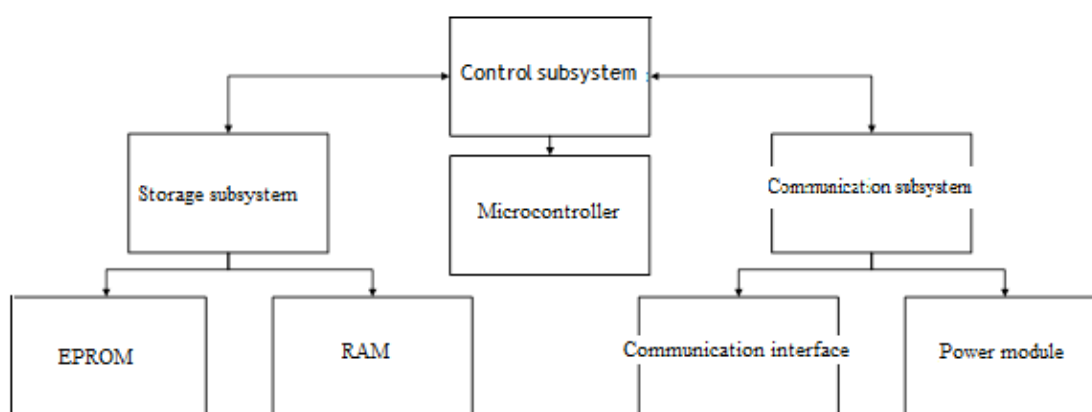 Control subsystem
Storage subsystem
Microcontroller
Communication subsystem
EPROM
RAM
Communication interface
Power module